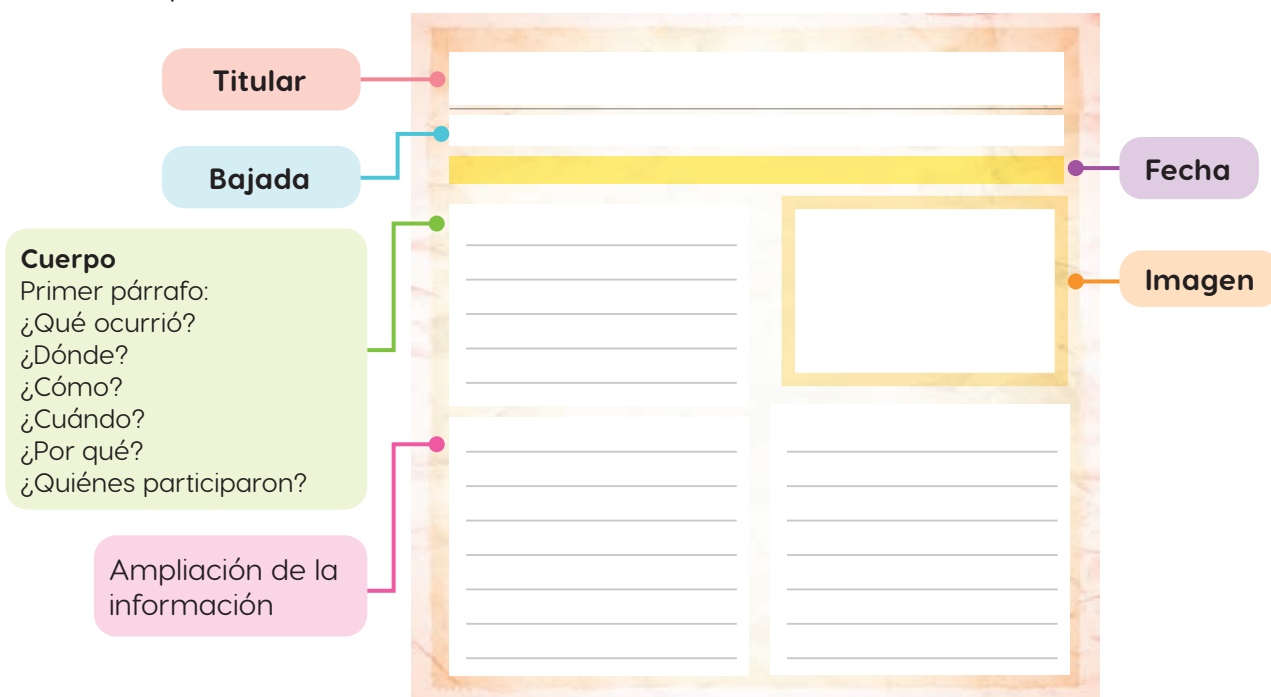 Titular
Bajada
Fecha
Cuerpo
Primer párrafo:
¿Qué ocurrió?
¿Dónde?
¿Cómo?
¿Cuándo?
¿Por qué?
¿Quiénes participaron?
Imagen
Ampliación de la
información